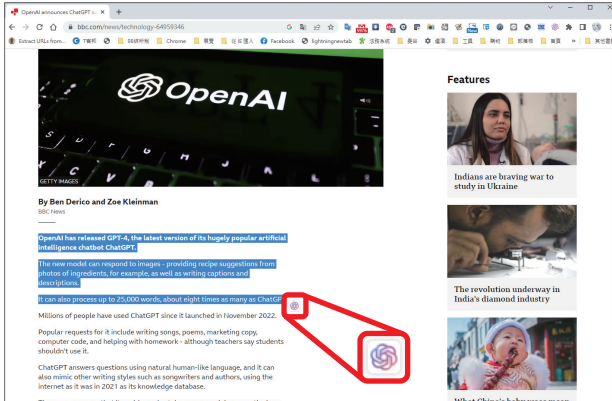 OpenAI announces ChatGPT s
bbc.com/news/technology-64959346
Extract URLs from...
Chrome
Facebook
lightningnewtab
OpenAI
GETTY IMAGES
By Ben Derico and Zoe Kleinman
BBC News
OpenAI has released GPT-4, the latest version of its hugely popular artificial
intelligence chatbot ChatGPT.
The new model can respond to images - providing recipe suggestions from
photos of ingredients, for example, as well as writing captions and
descriptions.
It can also process up to 25,000 words, about eight times as many as ChatGP
Millions of people have used ChatGPT since it launched in November 2022.
Popular requests for it include writing songs, poems, marketing copy,
computer code, and helping with homework - although teachers say students
shouldn't use it.
ChatGPT answers questions using natural human-like language, and it can
also mimic other writing styles such as songwriters and authors, using the
internet as it was in 2021 as its knowledge database.
Features
Indians are braving war to
study in Ukraine
The revolution underway in
India's diamond industry